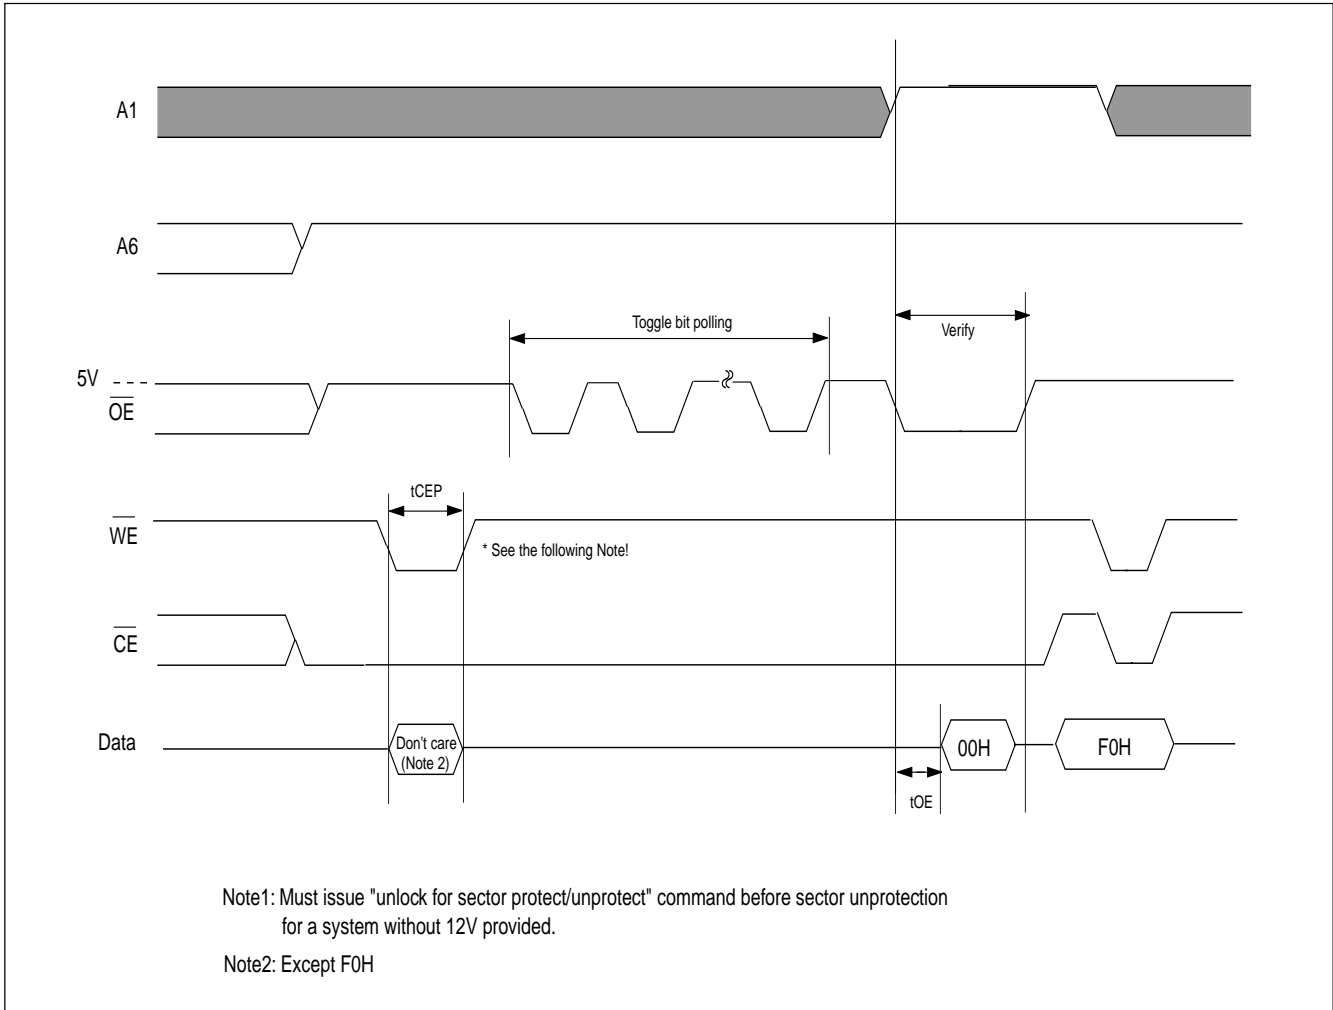 A1
A6
Toggle bit polling
Verify
5V
OE
tCEP
WE
* See the following Note!
CE
Data
Don't care
(Note 2)
00H
F0H
tOE
Note1: Must issue "unlock for sector protect/unprotect" command before sector unprotection
for a system without 12V provided.
Note2: Except F0H